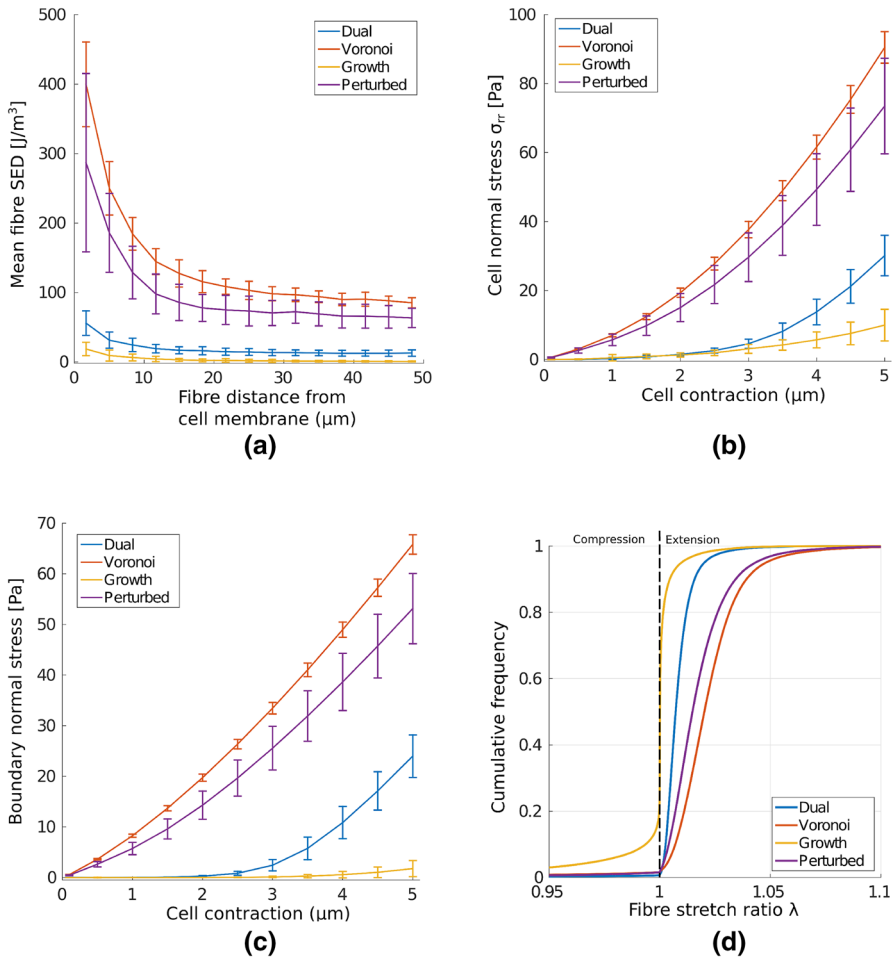 500
400
300
200
100
0
Mean fibre SED [J/m³]
Dual
Voronoi
Growth
Perturbed
0 10 20 30 40 50
Fibre distance from
cell membrane (μm)
(a)
100
80
60
40
20
0
Cell normal stress σrr [Pa]
Dual
Voronoi
Growth
Perturbed
0 1 2 3 4 5
Cell contraction (μm)
(b)
70
60
50
40
30
20
10
0
Boundary normal stress [Pa]
Dual
Voronoi
Growth
Perturbed
0 1 2 3 4 5
Cell contraction (μm)
(c)
Compression Extension
1
0.8
0.6
0.4
0.2
0
Cumulative frequency
Dual
Voronoi
Growth
Perturbed
0.95 1 1.05 1.1
Fibre stretch ratio λ
(d)